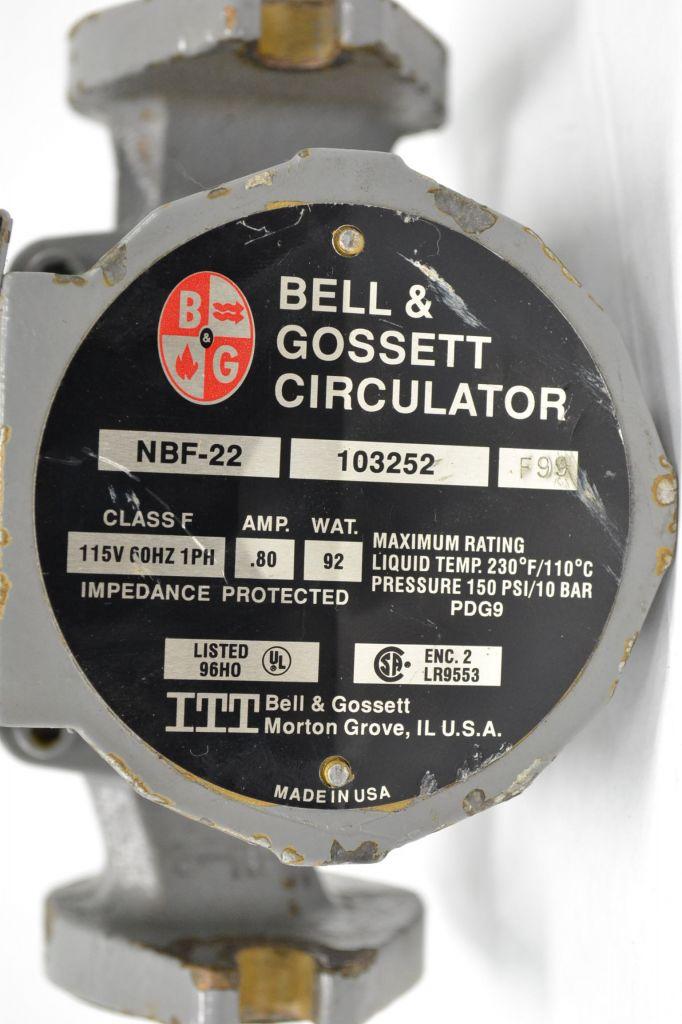 B
&
G
BELL &
GOSSETT
CIRCULATOR
NBF-22 103252 F99
CLASS F AMP. WAT.
115V 60HZ 1PH .80 92
IMPEDANCE PROTECTED
MAXIMUM RATING
LIQUID TEMP. 230°F/110°C
PRESSURE 150 PSI/10 BAR
PDG9
LISTED
96H0
UL
SA
ENC. 2
LR9553
ITT Bell & Gossett
Morton Grove, IL U.S.A.
MADE IN USA